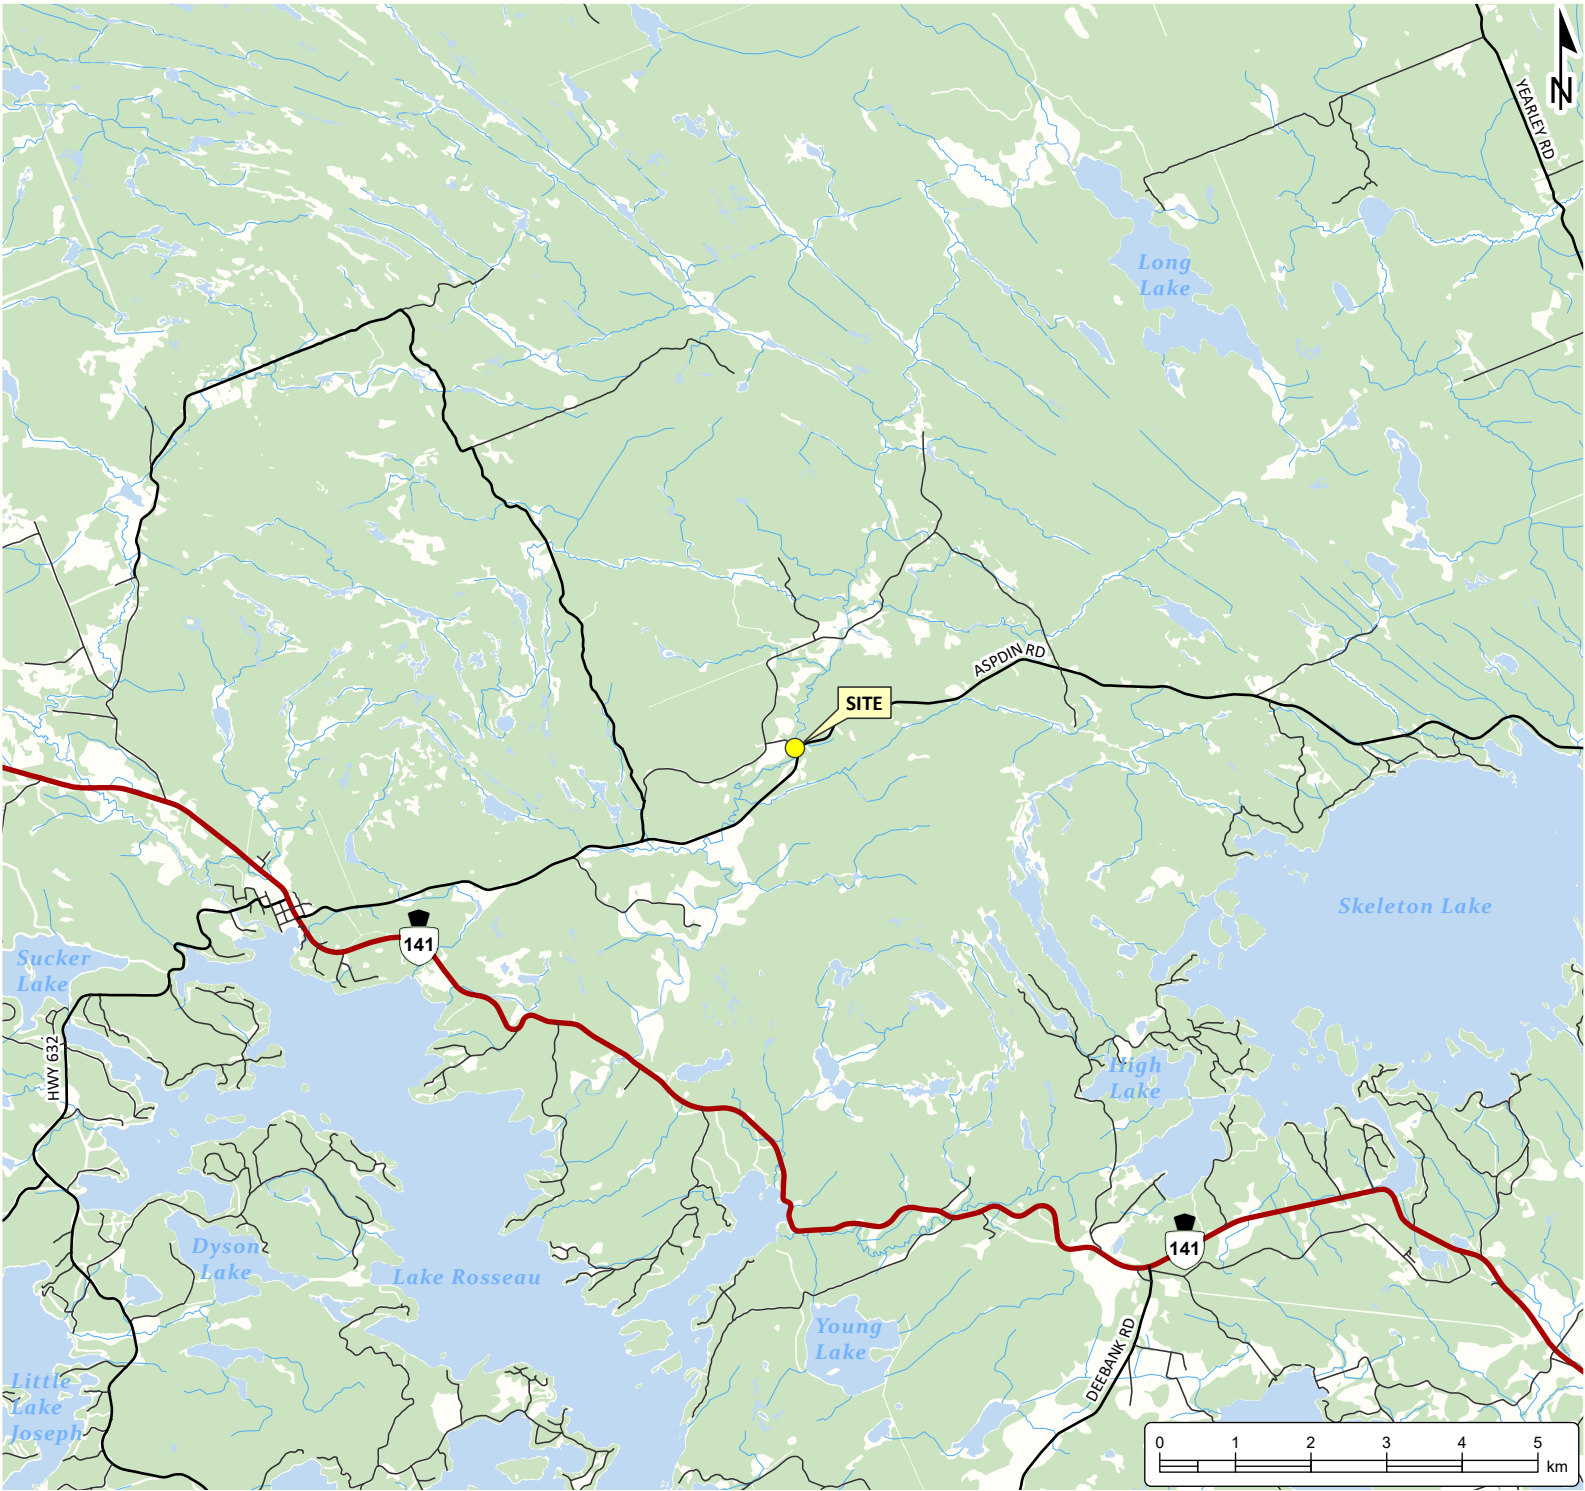 N
YEARLEY RD
Long
Lake
ASPDIN RD
SITE
Skeleton Lake
141
Sucker
Lake
HWY 632
High
Lake
Dyson
Lake
Lake Rosseau
141
Young
Lake
DEEBANK RD
Little
Lake
Joseph
0 1 2 3 4 5
km